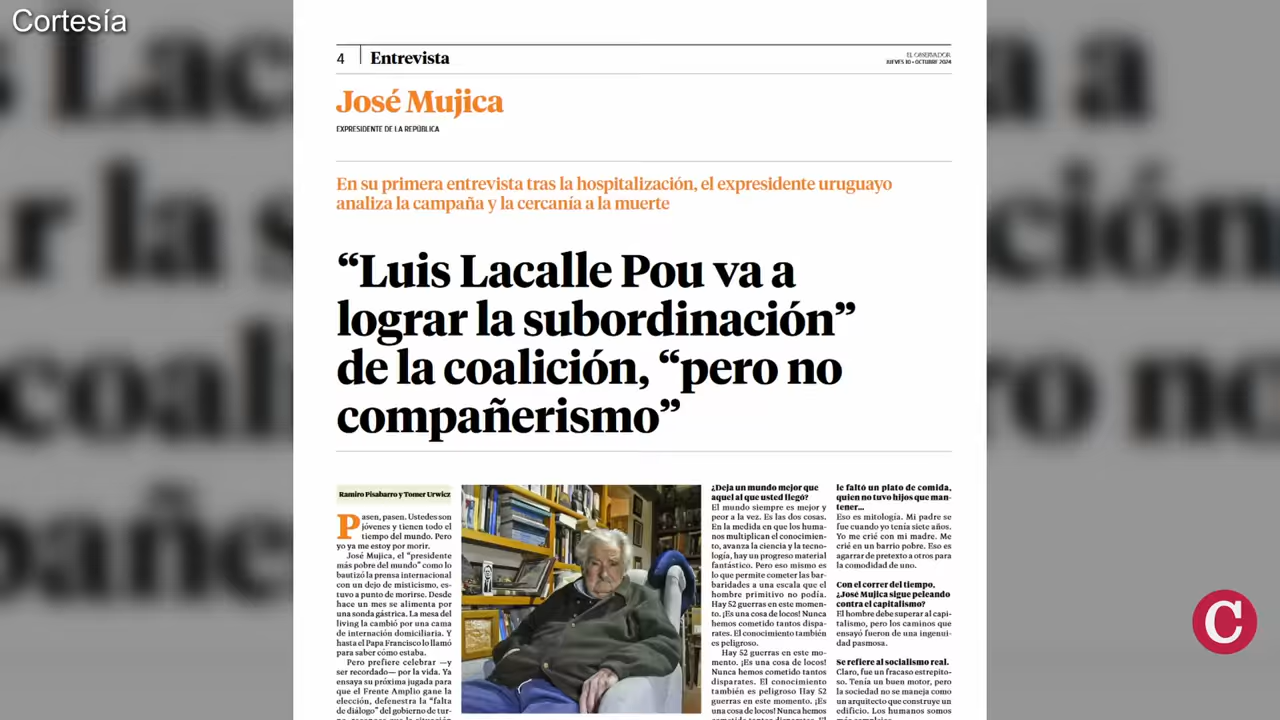 Cortesía
4
Entrevista
EL OBSERVADOR
JUEVES 10 • OCTUBRE 2024
José Mujica
EXPRESIDENTE DE LA REPÚBLICA
En su primera entrevista tras la hospitalización, el expresidente uruguayo
analiza la campaña y la cercanía a la muerte
“Luis Lacalle Pou va a
lograr la subordinación”
de la coalición, “pero no
compañerismo”
Ramiro Pisabarro y Tomer Urwicz
Pasen, pasen. Ustedes son
jóvenes y tienen todo el
tiempo del mundo. Pero
yo ya me estoy por morir.
José Mujica, el “presidente
más pobre del mundo” como lo
bautizó la prensa internacional
con un dejo de misticismo, es-
tuvo a punto de morirse. Desde
hace un mes se alimenta por
una sonda gástrica. La mesa del
living la cambió por una cama
de internación domiciliaria. Y
hasta el Papa Francisco lo llamó
para saber cómo estaba.
Pero prefiere celebrar —y
ser recordado— por la vida. Ya
ensaya su próxima jugada para
que el Frente Amplio gane la
elección, defenestra la “falta
de diálogo” del gobierno de tur-
¿Deja un mundo mejor que
aquel al que usted llegó?
El mundo siempre es mejor y
peor a la vez. Es las dos cosas.
En la medida en que los huma-
nos multiplican el conocimien-
to, avanza la ciencia y la tecno-
logía, hay un progreso material
fantástico. Pero eso mismo es
lo que permite cometer las bar-
baridades a una escala que el
hombre primitivo no podía.
Hay 52 guerras en este momen-
to. ¡Es una cosa de locos! Nunca
hemos cometido tantos dispa-
rates. El conocimiento también
es peligroso.
Hay 52 guerras en este mo-
mento. ¡Es una cosa de locos!
Nunca hemos cometido tantos
disparates. El conocimiento
también es peligroso Hay 52
guerras en este momento. ¡Es
una cosa de locos! Nunca hemos
le faltó un plato de comida,
quien no tuvo hijos que man-
tener...
Eso es mitología. Mi padre se
fue cuando yo tenía siete años.
Yo me crié con mi madre. Me
crié en un barrio pobre. Eso es
agarrar de pretexto a otros para
la comodidad de uno.
Con el correr del tiempo,
¿José Mujica sigue peleando
contra el capitalismo?
El hombre debe superar al capi-
talismo, pero los caminos que
ensayó fueron de una ingenui-
dad pasmosa.
Se refiere al socialismo real.
Claro, fue un fracaso estrepito-
so. Tenía un buen motor, pero
la sociedad no se maneja como
un arquitecto que construye un
edificio. Los humanos somos
C